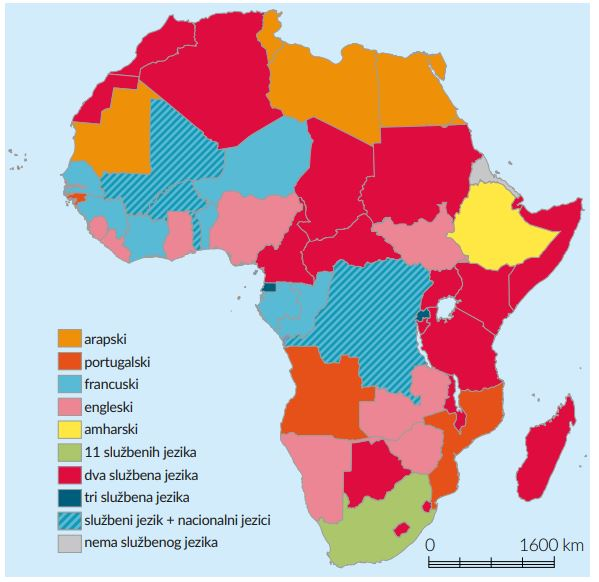 arapski
portugalski
francuski
engleski
amharski
11 službenih jezika
dva službena jezika
tri službena jezika
službeni jezik + nacionalni jezici
nema službenog jezika
0 1600 km